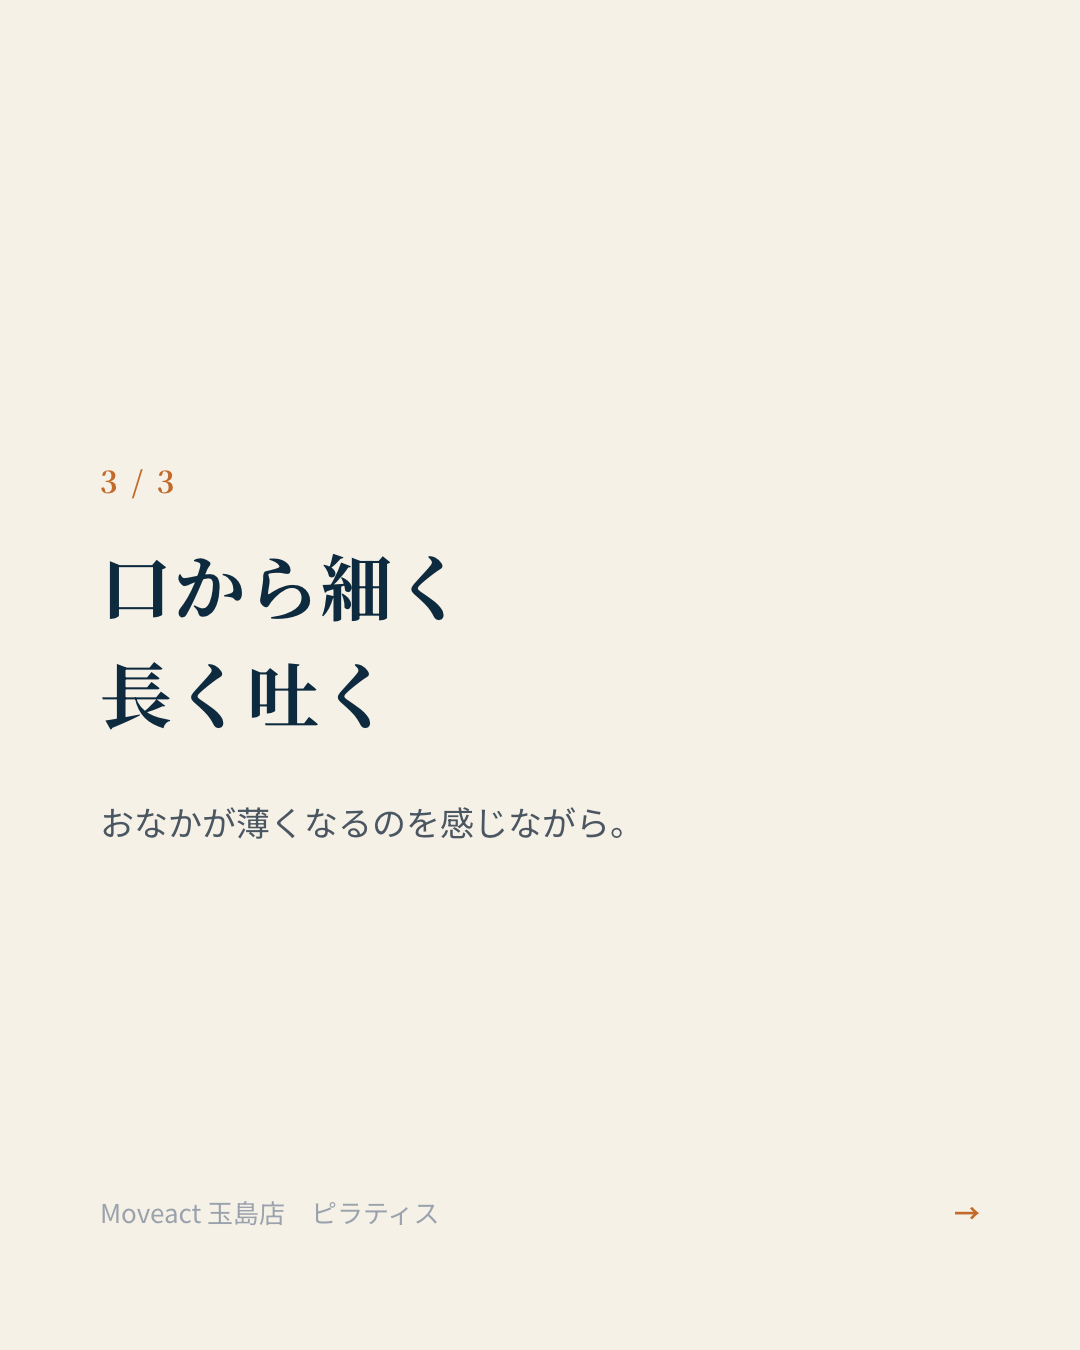 3 / 3
口から細く
長く吐く
おなかが薄くなるのを感じながら。
Moveact 玉島店　ピラティス
→